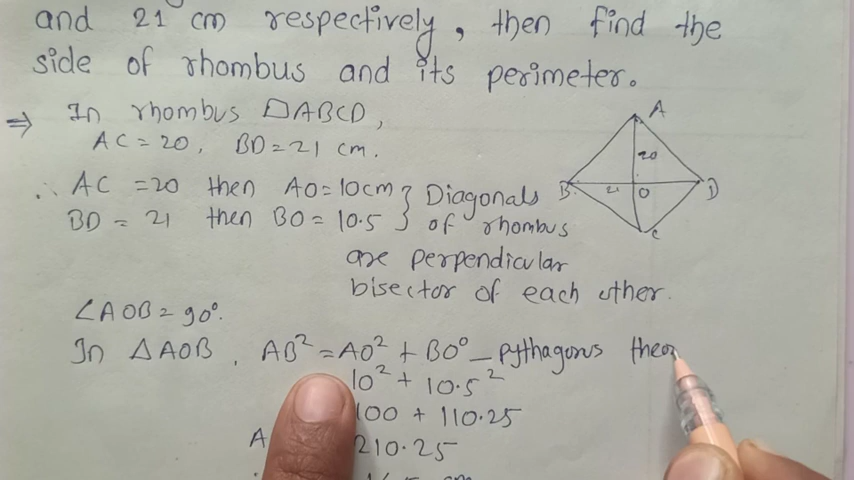 and 21 cm respectively, then find the
side of rhombus and its perimeter.
⇒ In rhombus □ABCD,
AC = 20, BD = 21 cm.
∴ AC = 20 then AO = 10cm } Diagonals
BD = 21 then BO = 10.5 } of rhombus
are perpendicular
bisector of each other.
∠AOB = 90°.
In △AOB, AB² = AO² + BO° — pythagorus theor
10² + 10.5²
100 + 110.25
A 210.25
cm
A
20
B 21 O D
C